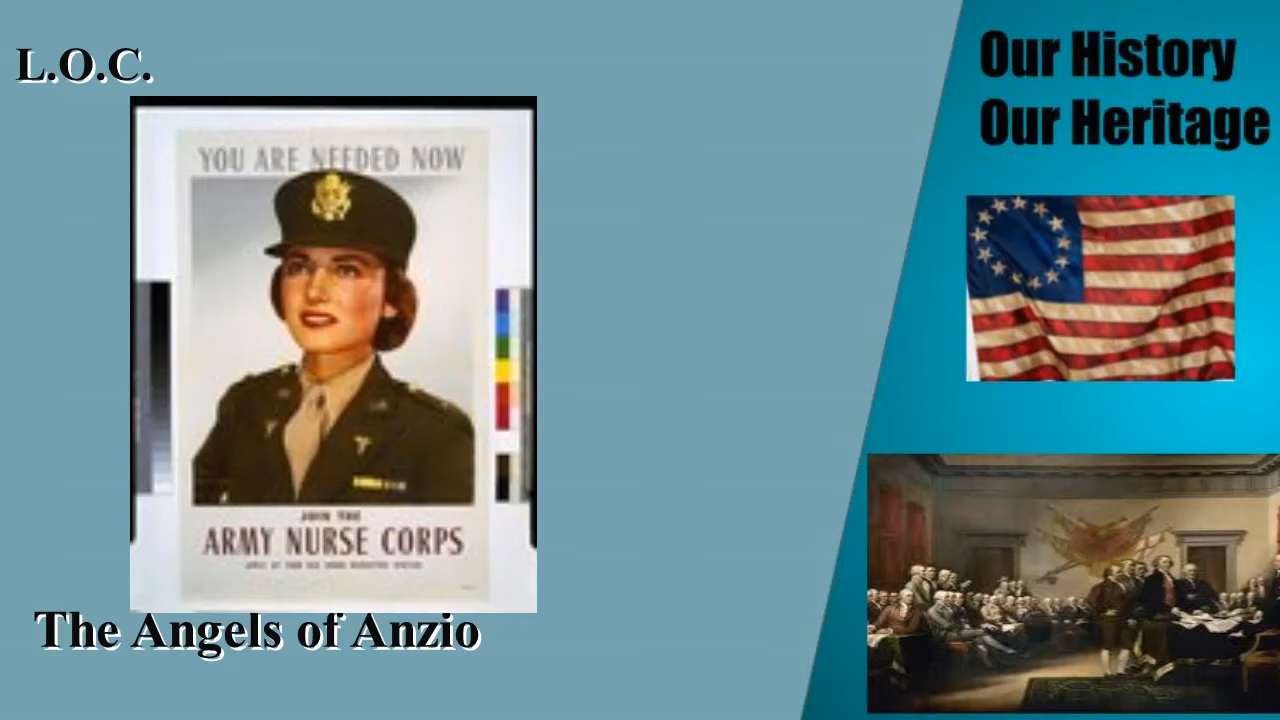 L.O.C.
YOU ARE NEEDED NOW
JOIN THE
ARMY NURSE CORPS
The Angels of Anzio
Our History
Our Heritage